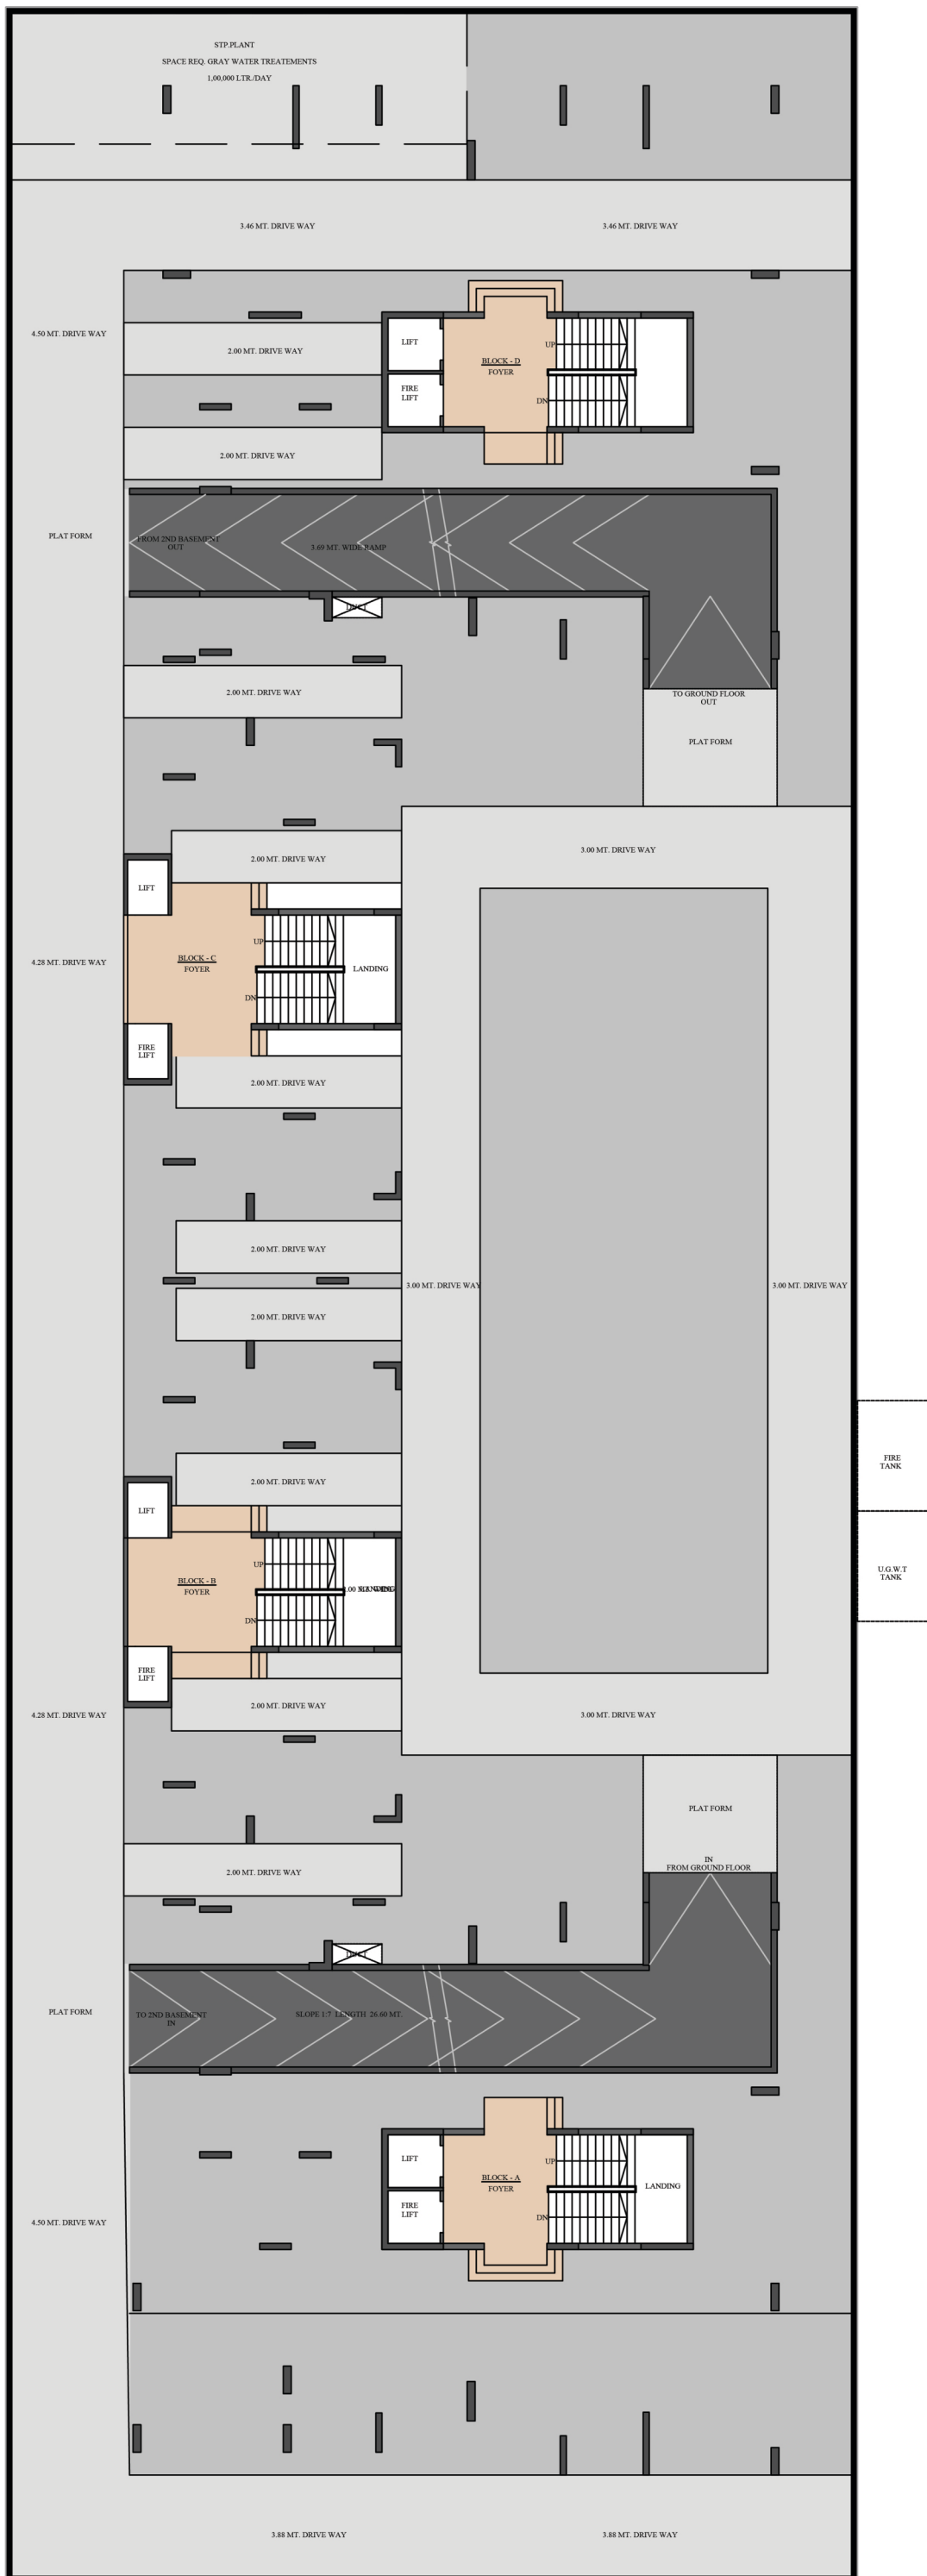 STP.PLANT
SPACE REQ. GRAY WATER TREATEMENTS
1,00,000 LTR./DAY
3.46 MT. DRIVE WAY
3.46 MT. DRIVE WAY
4.50 MT. DRIVE WAY
2.00 MT. DRIVE WAY
LIFT
BLOCK - D
FOYER
UP
FIRE
LIFT
DN
2.00 MT. DRIVE WAY
PLAT FORM
FROM 2ND BASEMENT
OUT
3.69 MT. WIDE RAMP
DUCT
2.00 MT. DRIVE WAY
TO GROUND FLOOR
OUT
PLAT FORM
3.00 MT. DRIVE WAY
2.00 MT. DRIVE WAY
LIFT
UP
4.28 MT. DRIVE WAY
BLOCK - C
FOYER
LANDING
DN
FIRE
LIFT
2.00 MT. DRIVE WAY
2.00 MT. DRIVE WAY
3.00 MT. DRIVE WAY
3.00 MT. DRIVE WAY
2.00 MT. DRIVE WAY
FIRE
TANK
2.00 MT. DRIVE WAY
LIFT
UP
BLOCK - B
FOYER
U.G.W.T
TANK
DN
FIRE
LIFT
2.00 MT. DRIVE WAY
4.28 MT. DRIVE WAY
3.00 MT. DRIVE WAY
PLAT FORM
IN
FROM GROUND FLOOR
2.00 MT. DRIVE WAY
DUCT
PLAT FORM
TO 2ND BASEMENT
IN
SLOPE 1:7 LENGTH 26.60 MT.
LIFT
UP
BLOCK - A
FOYER
LANDING
FIRE
LIFT
DN
4.50 MT. DRIVE WAY
3.88 MT. DRIVE WAY
3.88 MT. DRIVE WAY